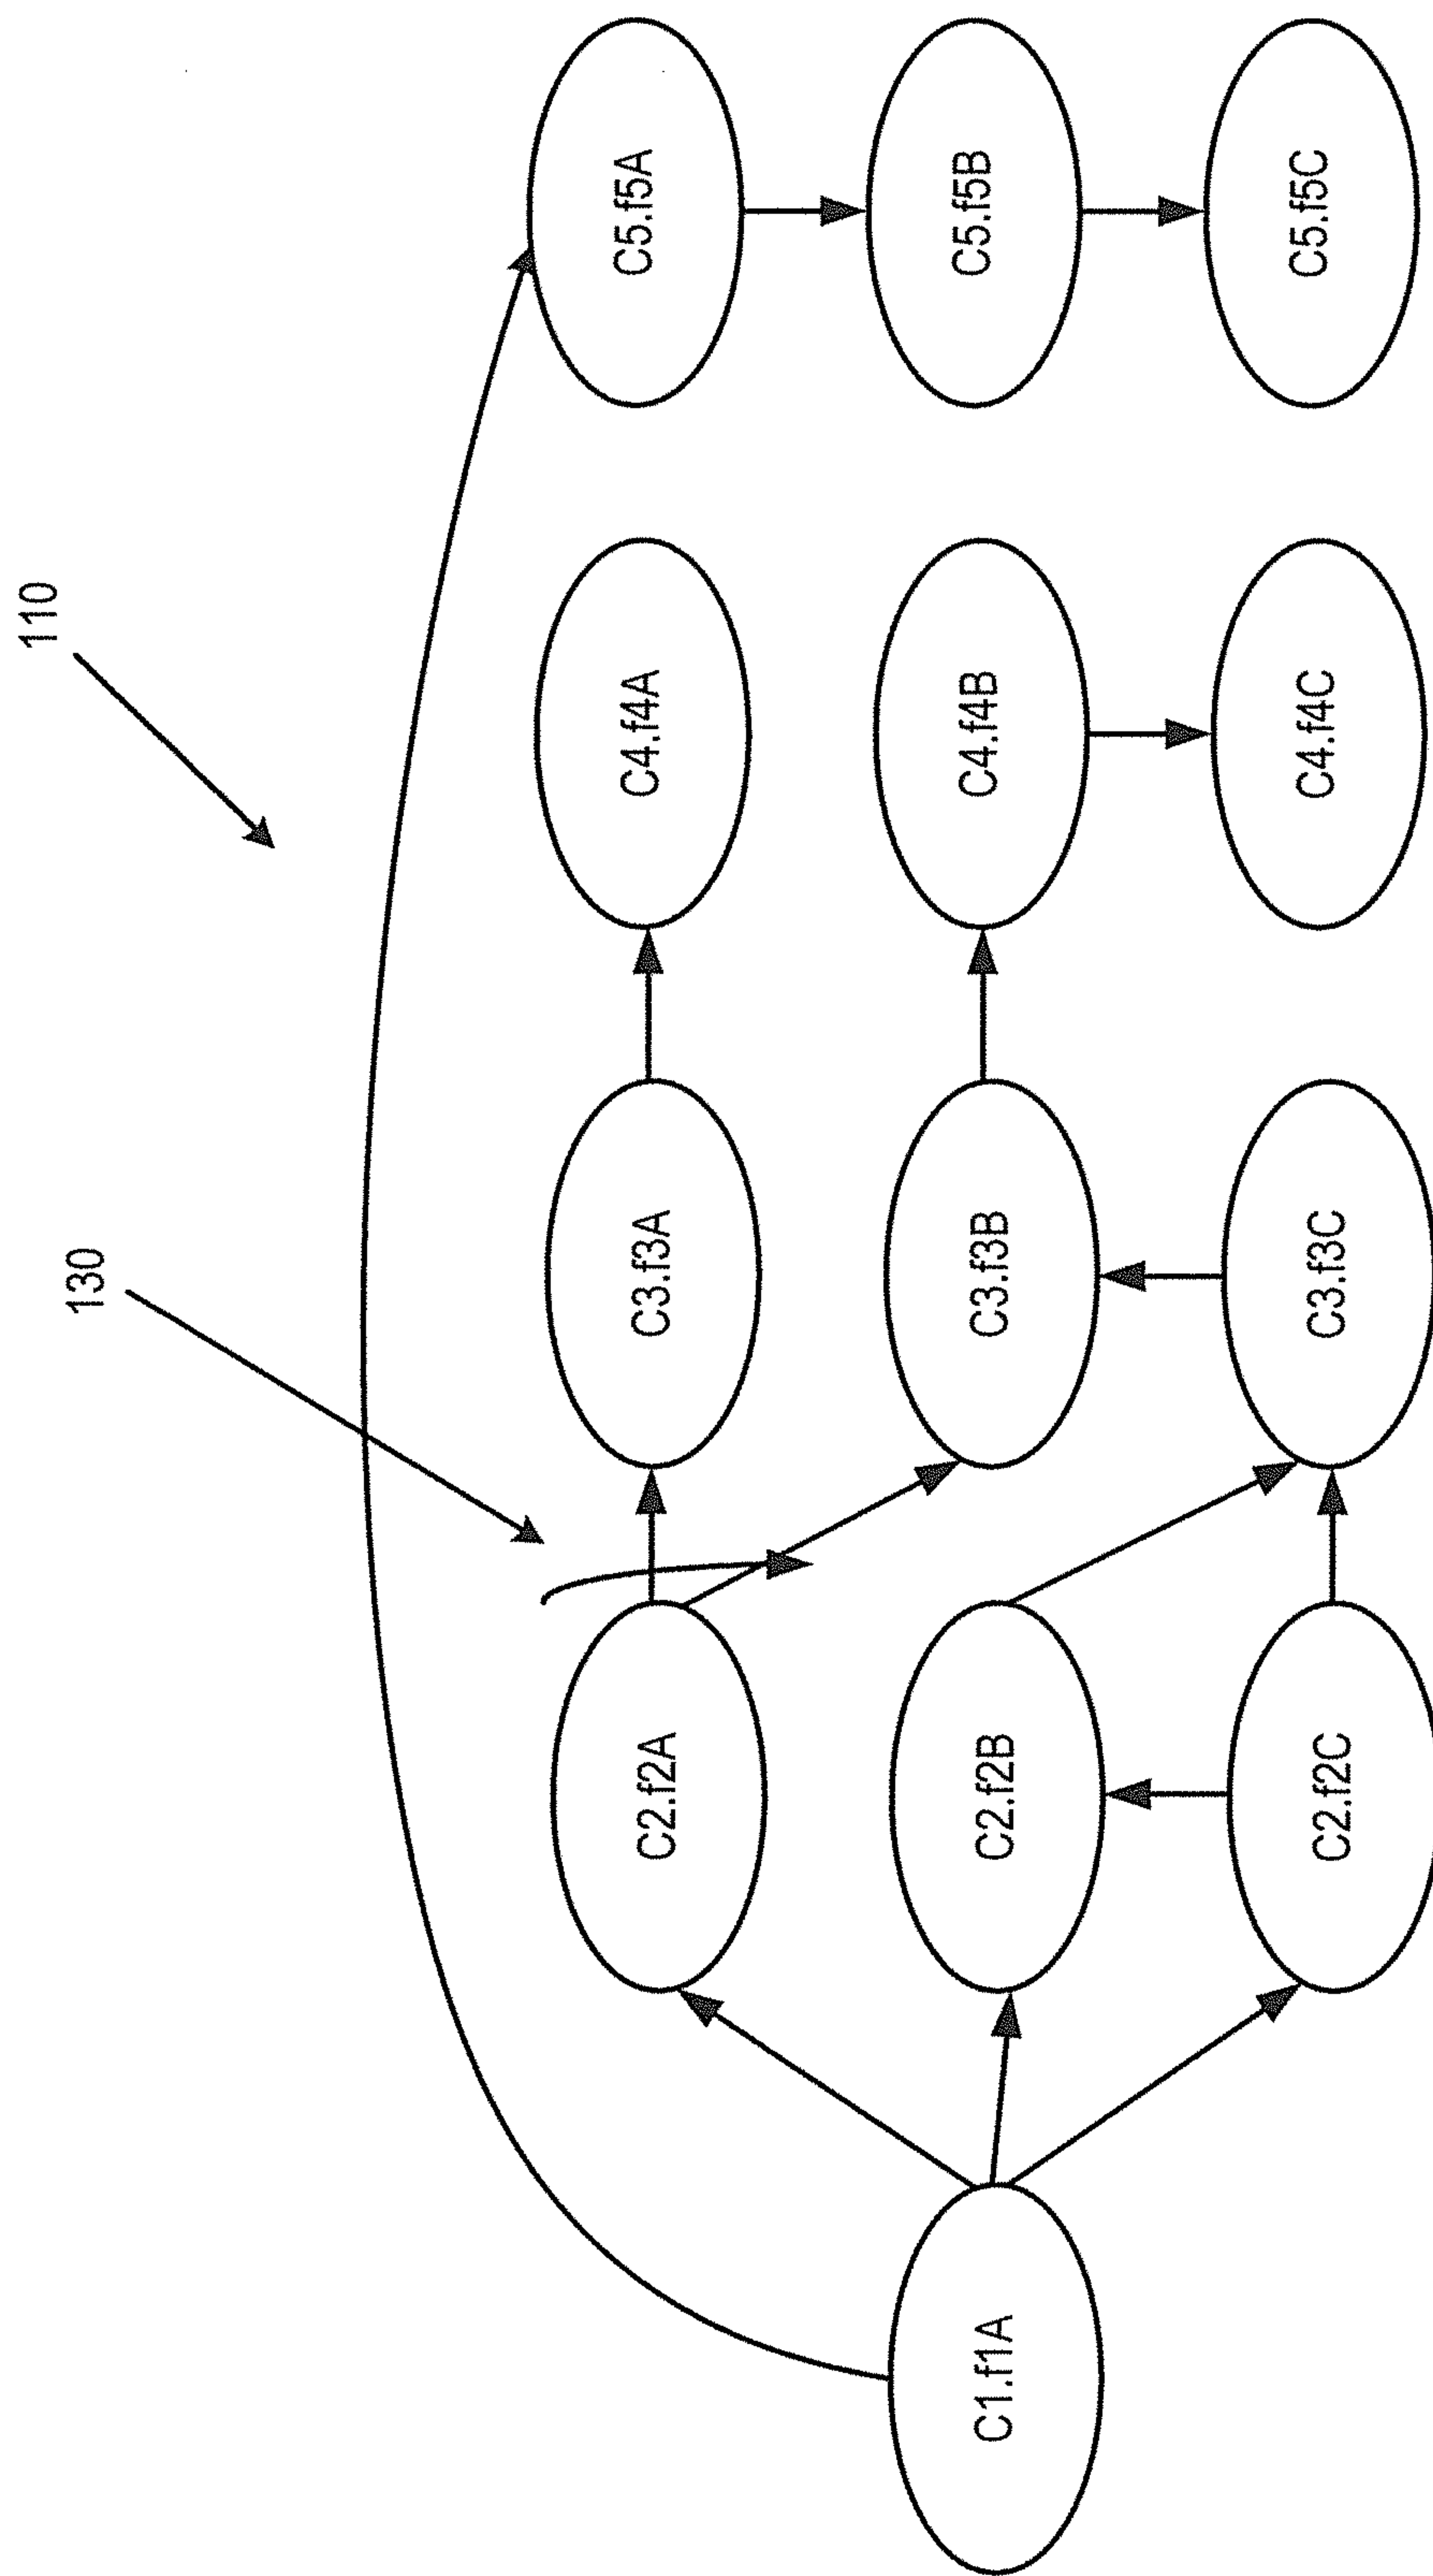 110
130
C1.f1A
C2.f2A
C3.f3A
C4.f4A
C5.f5A
C2.f2B
C3.f3B
C4.f4B
C5.f5B
C2.f2C
C3.f3C
C4.f4C
C5.f5C